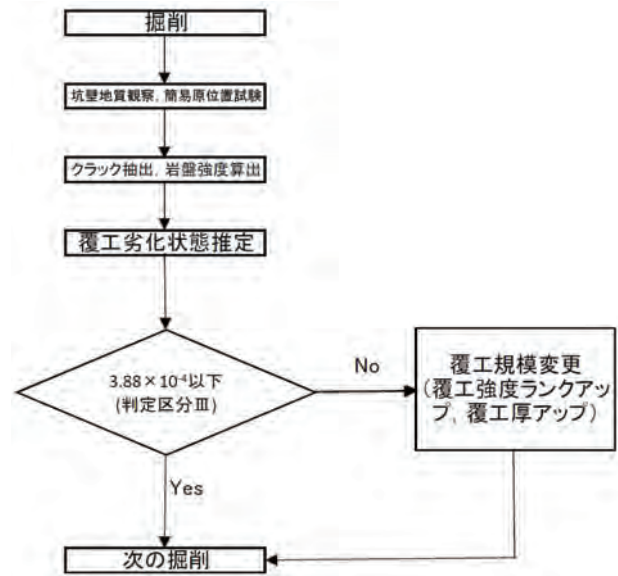 掘削
坑壁地質観察，簡易原位置試験
クラック抽出，岩盤強度算出
覆工劣化状態推定
3.88×10⁻⁴以下
(判定区分Ⅲ)
No
覆工規模変更
（覆工強度ランクアッ
プ，覆工厚アップ）
Yes
次の掘削